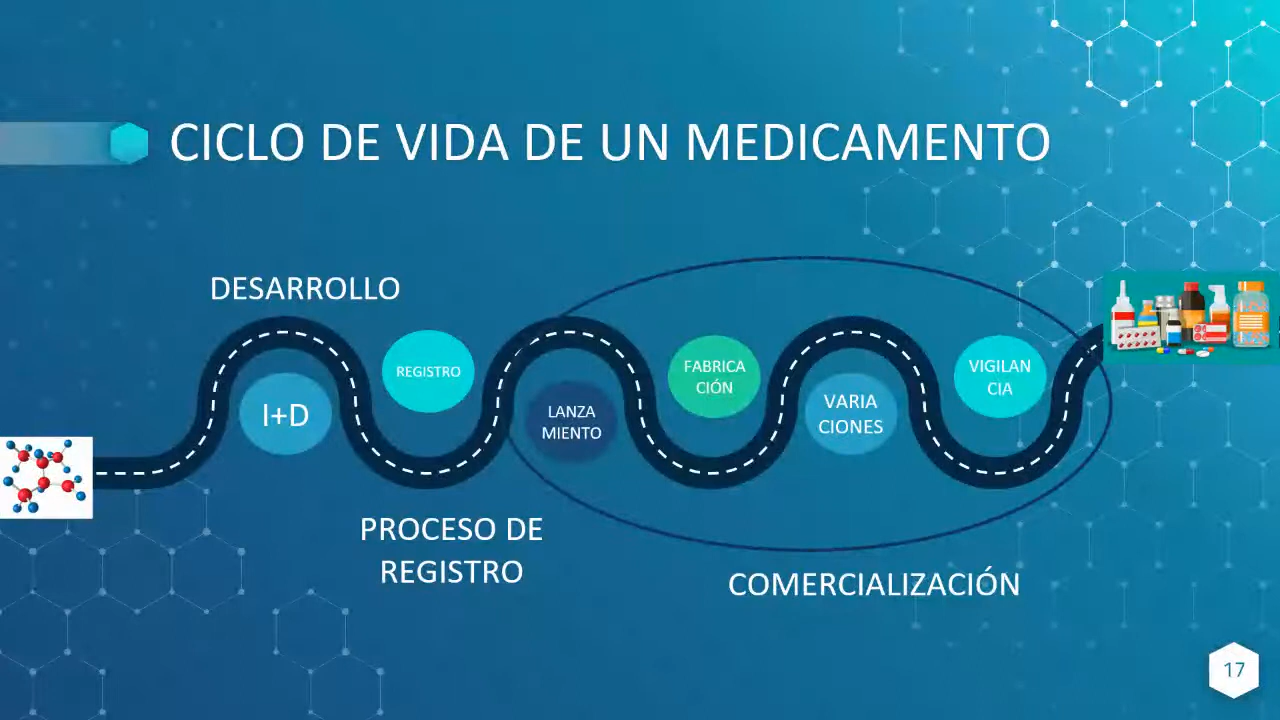 CICLO DE VIDA DE UN MEDICAMENTO
DESARROLLO
I+D
REGISTRO
LANZA
MIENTO
FABRICA
CIÓN
VARIA
CIONES
VIGILAN
CIA
PROCESO DE
REGISTRO
COMERCIALIZACIÓN
17